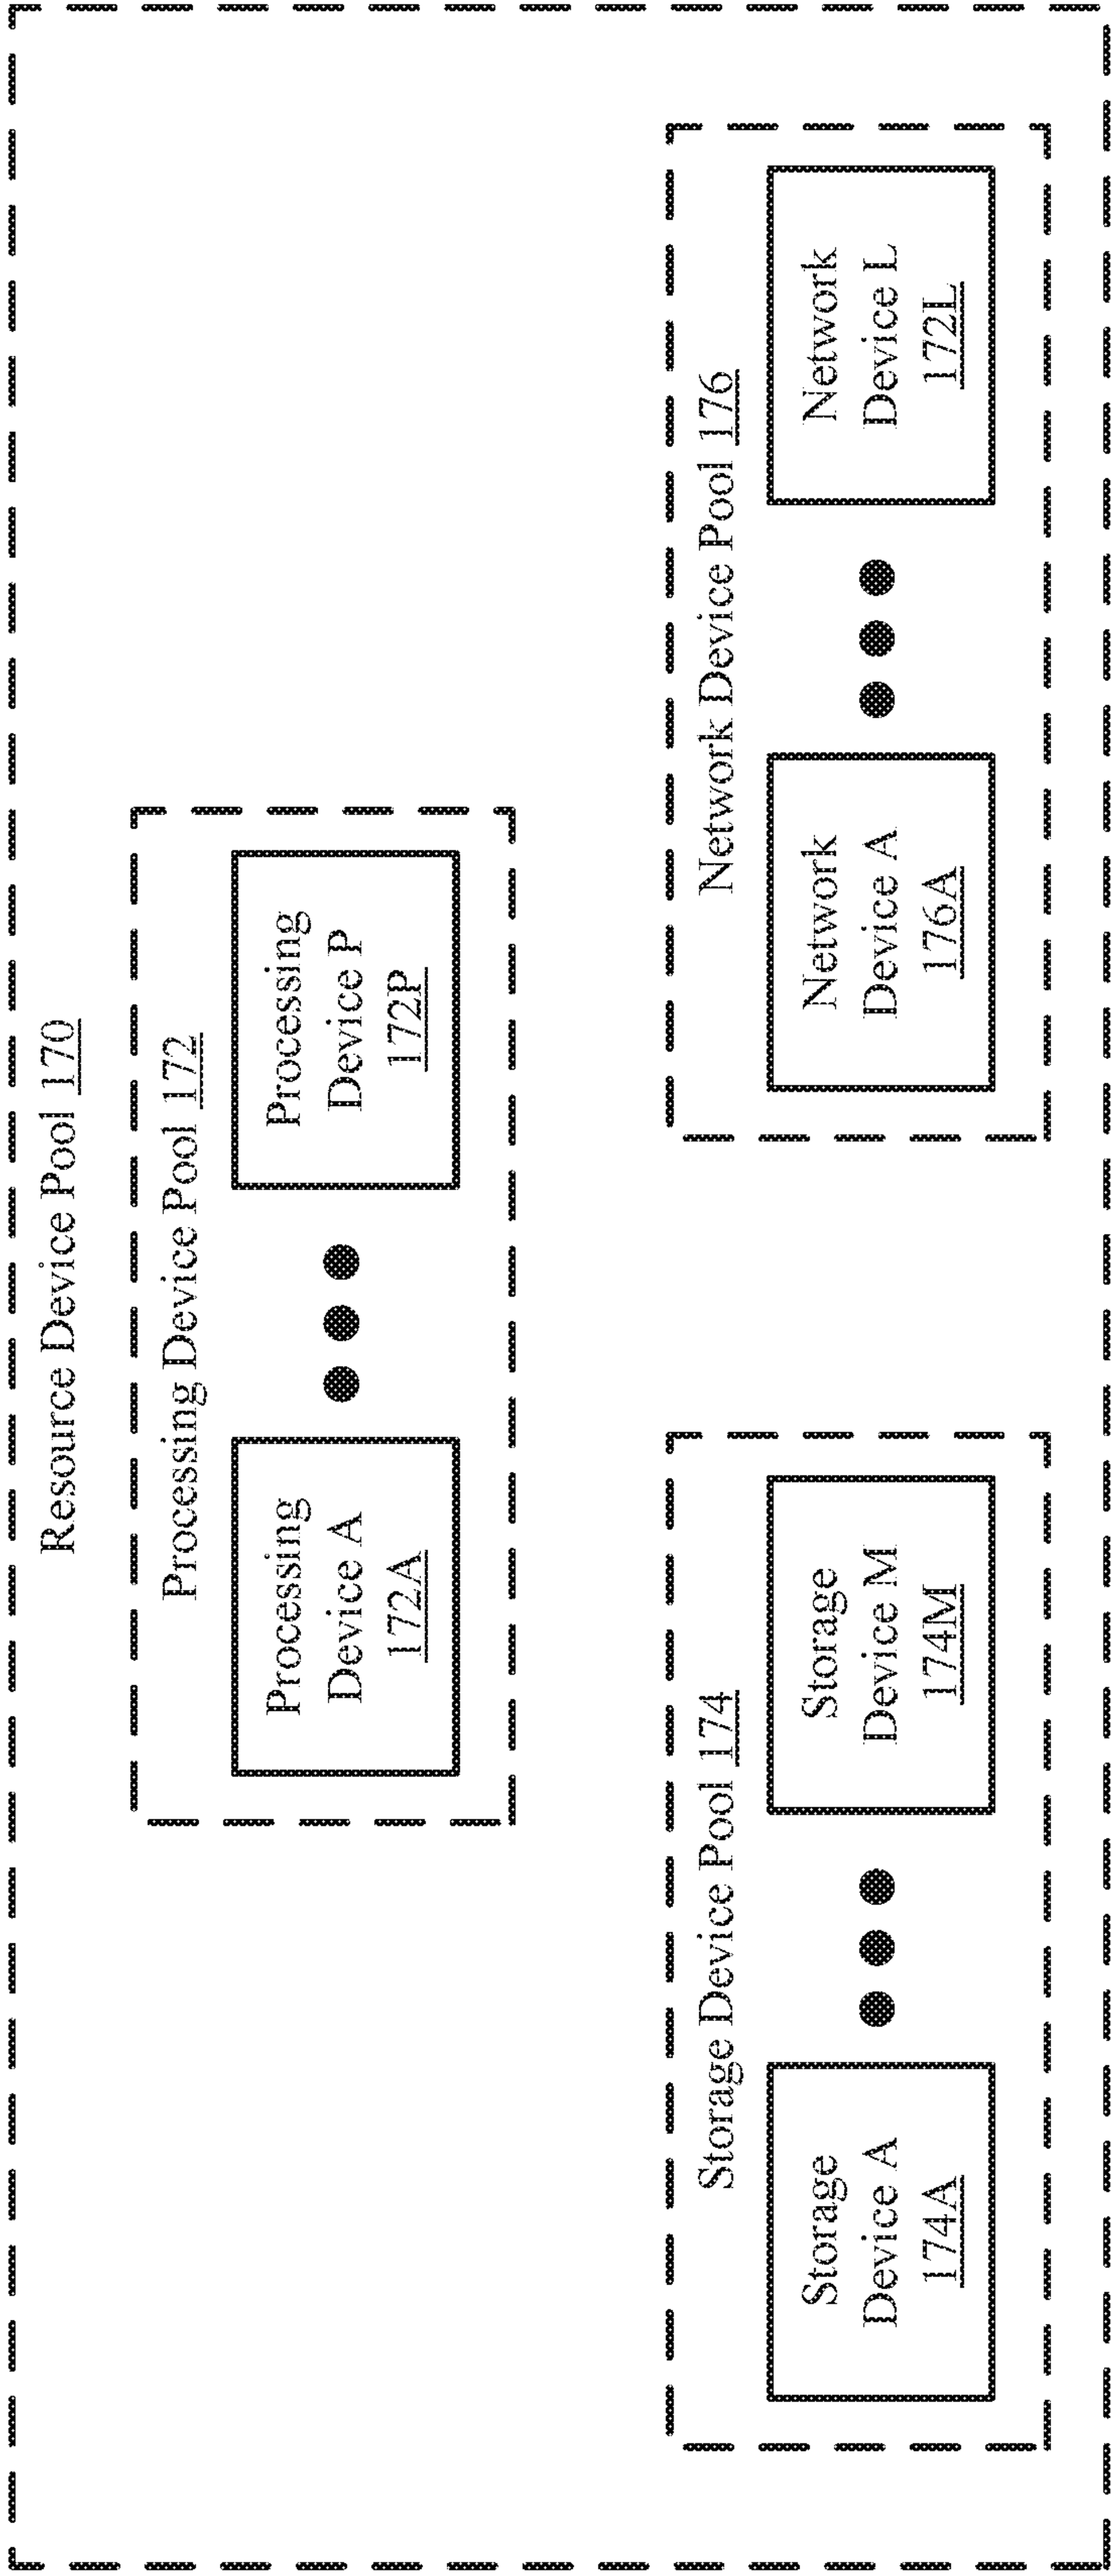 Resource Device Pool 170
Processing Device Pool 172
Processing
Device A
172A
Processing
Device P
172P
Storage Device Pool 174
Storage
Device A
174A
Storage
Device M
174M
Network Device Pool 176
Network
Device A
176A
Network
Device L
172L